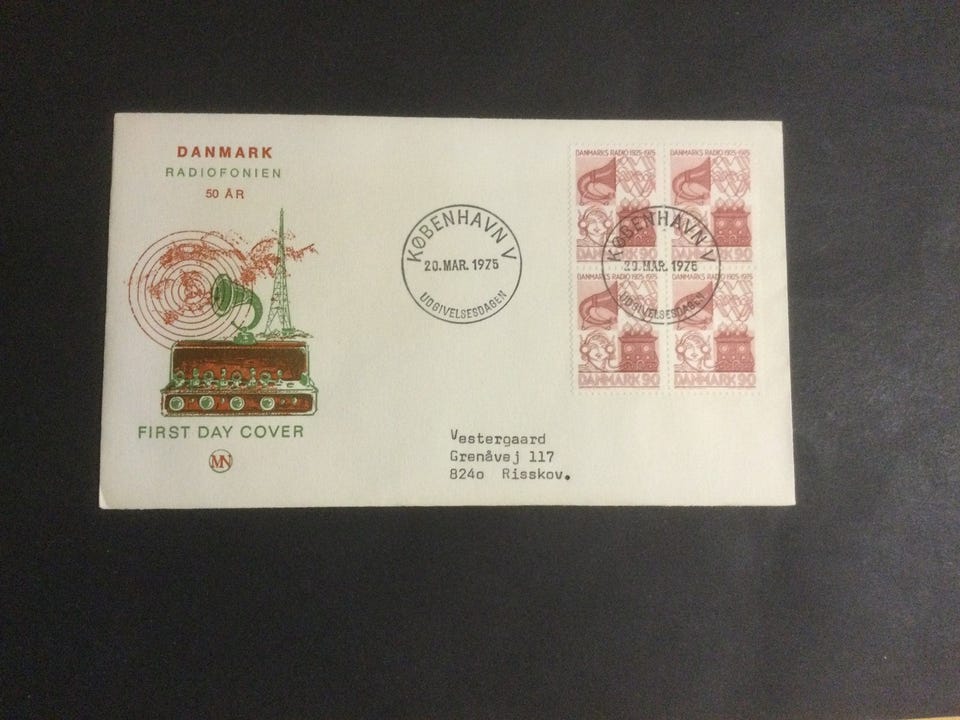 DANMARK
RADIOFONIEN
50 ÅR
FIRST DAY COVER
MN
KØBENHAVN V
20. MAR. 1975
UDGIVELSESDAGEN
DANMARKS RADIO 1925-1975
DANMARK 90
DANMARKS RADIO 1925-1975
DANMARK 90
DANMARKS RADIO 1925-1975
DANMARK 90
DANMARKS RADIO 1925-1975
DANMARK 90
KØBENHAVN V
20. MAR. 1975
UDGIVELSESDAGEN
Vestergaard
Grenåvej 117
824o Risskov.